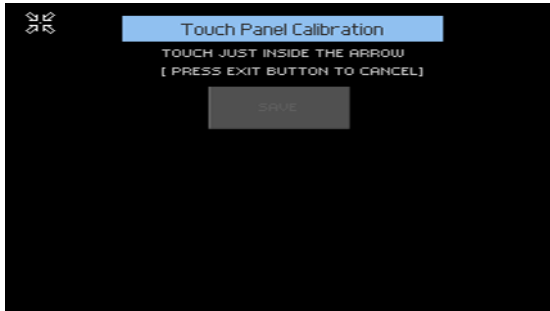 Touch Panel Calibration
TOUCH JUST INSIDE THE ARROW
[ PRESS EXIT BUTTON TO CANCEL]
SAVE